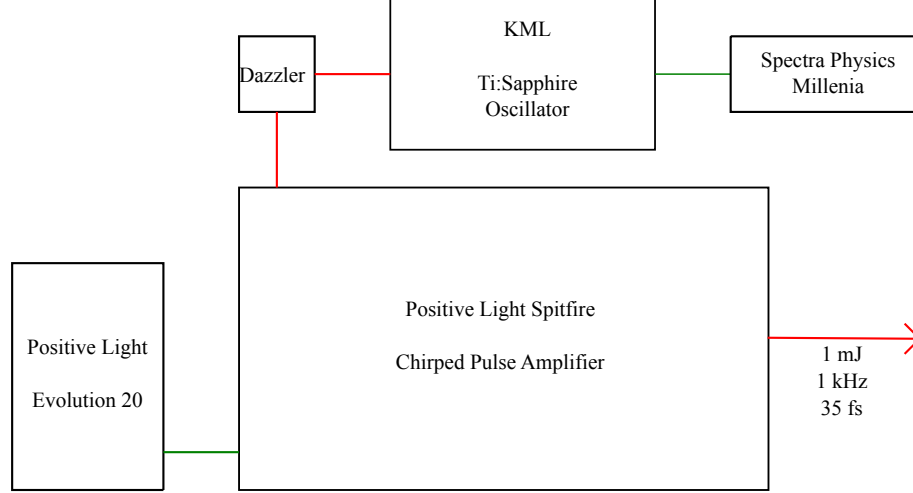 KML
Ti:Sapphire
Oscillator
Dazzler
Spectra Physics
Millenia
Positive Light
Evolution 20
Positive Light Spitfire
Chirped Pulse Amplifier
1 mJ
1 kHz
35 fs